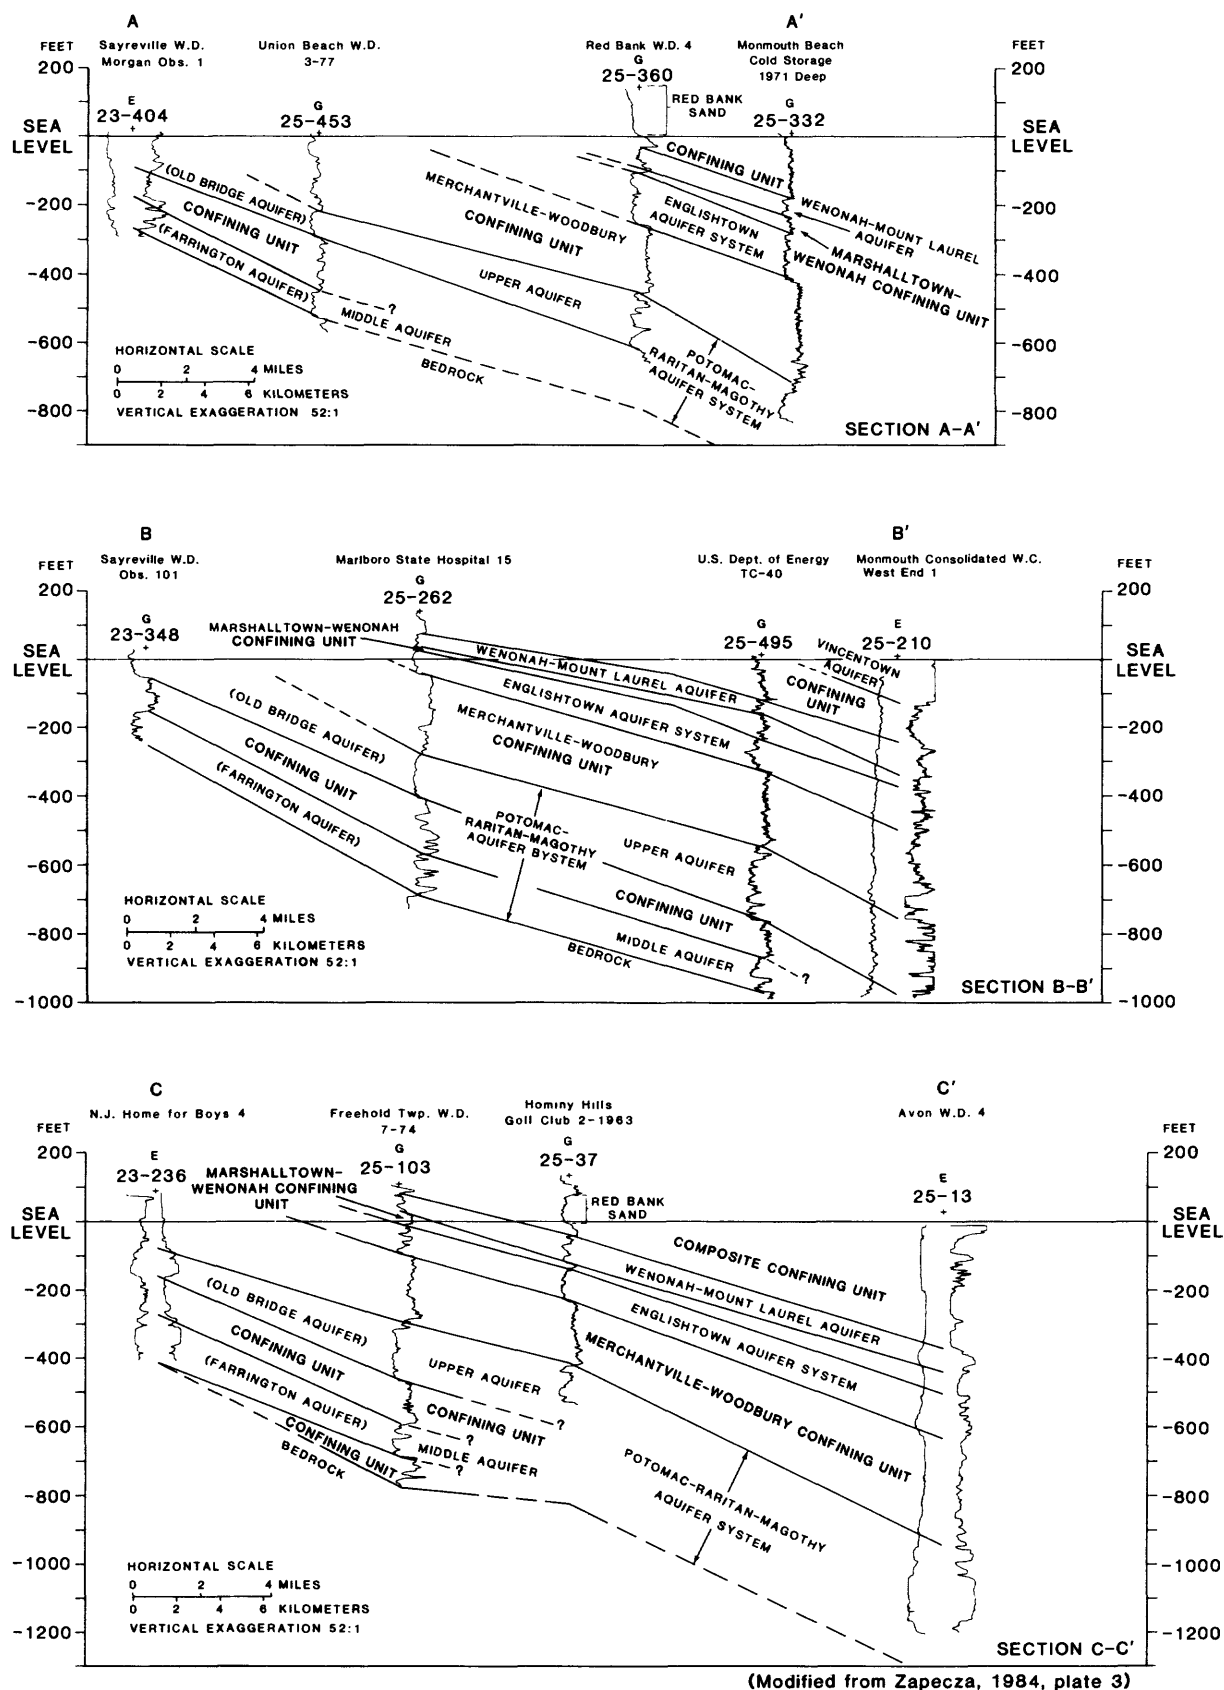 A
A'
FEET
Sayreville W.D.
Morgan Obs. 1
Union Beach W.D.
3-77
Red Bank W.D. 4
Monmouth Beach
Cold Storage
1971 Deep
FEET
200
G
25-360
200
RED BANK
SAND
E
23-404
G
25-453
G
25-332
SEA
LEVEL
SEA
LEVEL
CONFINING UNIT
(OLD BRIDGE AQUIFER)
MERCHANTVILLE-WOODBURY
CONFINING UNIT
ENGLISHTOWN
AQUIFER SYSTEM
WENONAH-MOUNT LAUREL
AQUIFER
MARSHALLTOWN-
WENONAH CONFINING UNIT
-200
-200
CONFINING UNIT
(FARRINGTON AQUIFER)
UPPER AQUIFER
-400
-400
?
MIDDLE AQUIFER
BEDROCK
POTOMAC-
RARITAN-MAGOTHY
AQUIFER SYSTEM
-600
-600
HORIZONTAL SCALE
0 2 4 MILES
0 2 4 6 KILOMETERS
VERTICAL EXAGGERATION 52:1
-800
-800
SECTION A-A'
B
B'
FEET
Sayreville W.D.
Obs. 101
Marlboro State Hospital 15
U.S. Dept. of Energy
TC-40
Monmouth Consolidated W.C.
West End 1
FEET
200
G
25-262
200
G
23-348
MARSHALLTOWN-WENONAH
CONFINING UNIT
G
25-495
E
25-210
SEA
LEVEL
SEA
LEVEL
WENONAH-MOUNT LAUREL AQUIFER
VINCENTOWN
AQUIFER
CONFINING
UNIT
(OLD BRIDGE AQUIFER)
ENGLISHTOWN AQUIFER SYSTEM
-200
-200
MERCHANTVILLE-WOODBURY
CONFINING UNIT
CONFINING UNIT
(FARRINGTON AQUIFER)
-400
-400
POTOMAC-
RARITAN-MAGOTHY
AQUIFER BYSTEM
UPPER AQUIFER
-600
-600
CONFINING UNIT
HORIZONTAL SCALE
0 2 4 MILES
0 2 4 6 KILOMETERS
VERTICAL EXAGGERATION 52:1
-800
-800
MIDDLE AQUIFER
BEDROCK
?
-1000
-1000
SECTION B-B'
C
C'
FEET
N.J. Home for Boys 4
Freehold Twp. W.D.
7-74
Hominy Hills
Golf Club 2-1963
Avon W.D. 4
FEET
200
200
E
23-236
MARSHALLTOWN-
WENONAH CONFINING
UNIT
G
25-103
G
25-37
E
25-13
RED BANK
SAND
SEA
LEVEL
SEA
LEVEL
COMPOSITE CONFINING UNIT
WENONAH-MOUNT LAUREL AQUIFER
ENGLISHTOWN AQUIFER SYSTEM
MERCHANTVILLE-WOODBURY CONFINING UNIT
-200
-200
(OLD BRIDGE AQUIFER)
CONFINING UNIT
(FARRINGTON AQUIFER)
CONFINING UNIT
BEDROCK
-400
-400
UPPER AQUIFER
CONFINING UNIT
?
?
MIDDLE AQUIFER
?
-600
-600
POTOMAC-RARITAN-MAGOTHY
AQUIFER SYSTEM
-800
-800
-1000
-1000
HORIZONTAL SCALE
0 2 4 MILES
0 2 4 6 KILOMETERS
VERTICAL EXAGGERATION 52:1
-1200
-1200
SECTION C-C'
(Modified from Zapecza, 1984, plate 3)